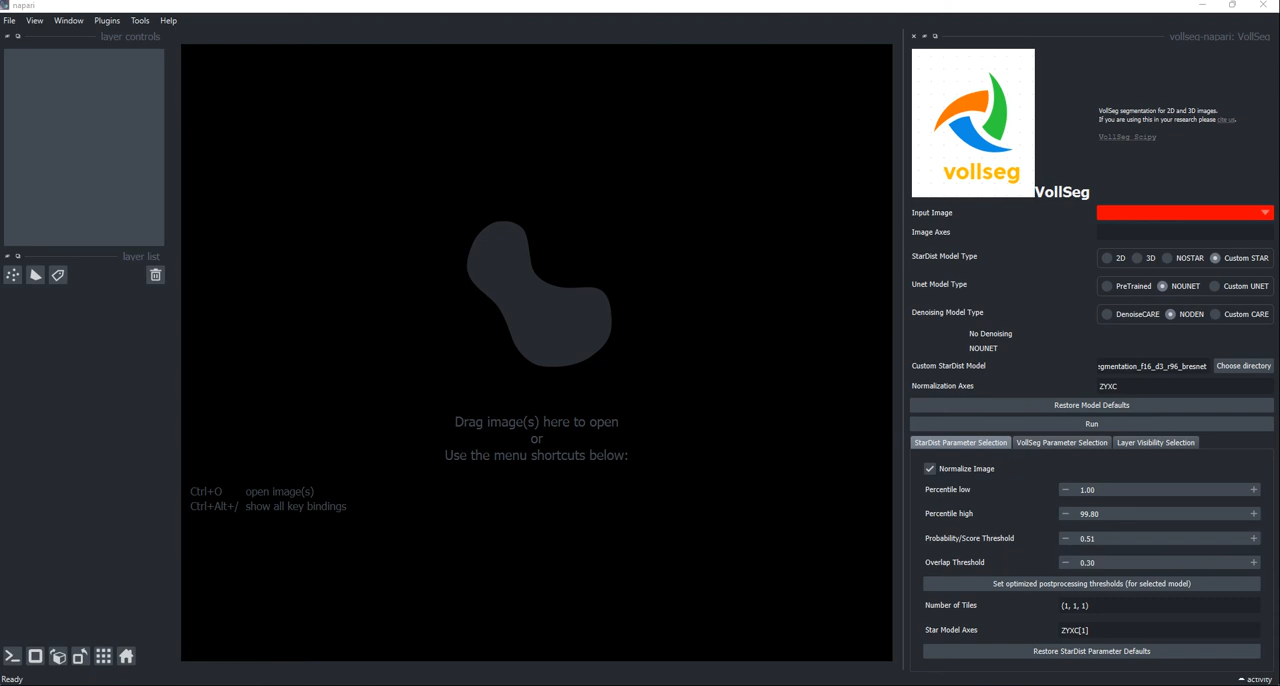 napari
File View Window Plugins Tools Help
layer controls
layer list
Drag image(s) here to open
or
Use the menu shortcuts below:
Ctrl+O open image(s)
Ctrl+Alt+/ show all key bindings
Ready
vollseg-napari: VollSeg
vollseg
VollSeg
VollSeg segmentation for 2D and 3D images.
If you are using this in your research please cite us.
VollSeg Scipy
Input Image
Image Axes
StarDist Model Type 2D 3D NOSTAR Custom STAR
Unet Model Type PreTrained NOUNET Custom UNET
Denoising Model Type DenoiseCARE NODEN Custom CARE
No Denoising
NOUNET
Custom StarDist Model egmentation_f16_d3_r96_bresnet Choose directory
Normalization Axes ZYXC
Restore Model Defaults
Run
StarDist Parameter Selection VollSeg Parameter Selection Layer Visibility Selection
Normalize Image
Percentile low 1.00
Percentile high 99.80
Probability/Score Threshold 0.51
Overlap Threshold 0.30
Set optimized postprocessing thresholds (for selected model)
Number of Tiles (1, 1, 1)
Star Model Axes ZYXC[1]
Restore StarDist Parameter Defaults
activity